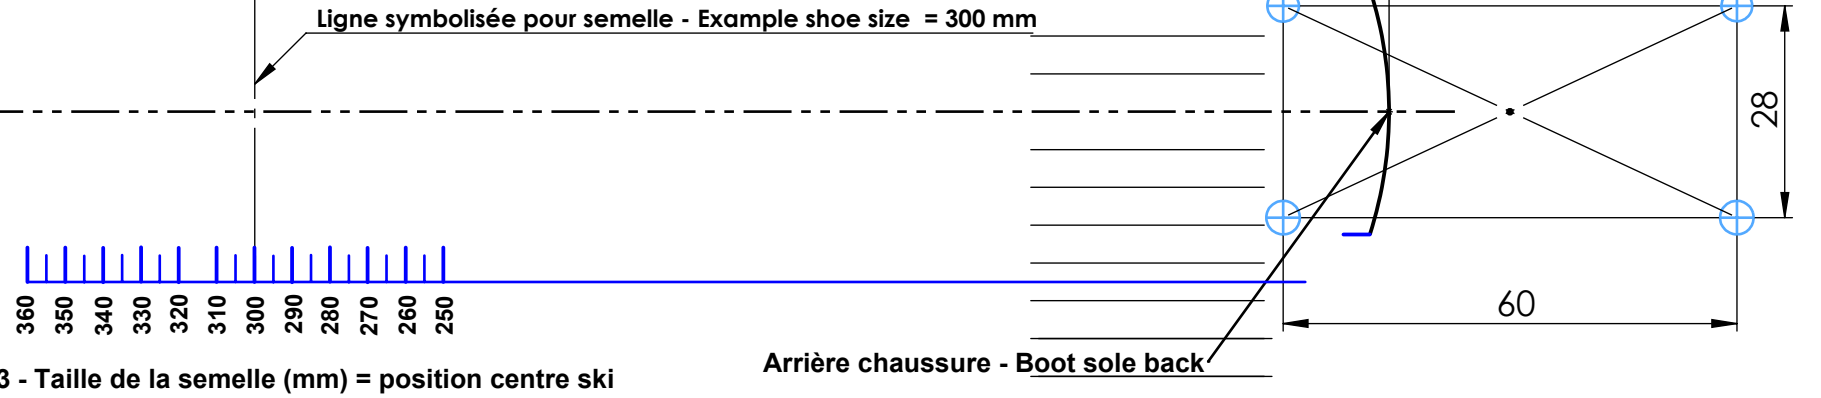 Ligne symbolisée pour semelle - Example shoe size = 300 mm
28
360 350 340 330 320 310 300 290 280 270 260 250
60
Arrière chaussure - Boot sole back
3 - Taille de la semelle (mm) = position centre ski